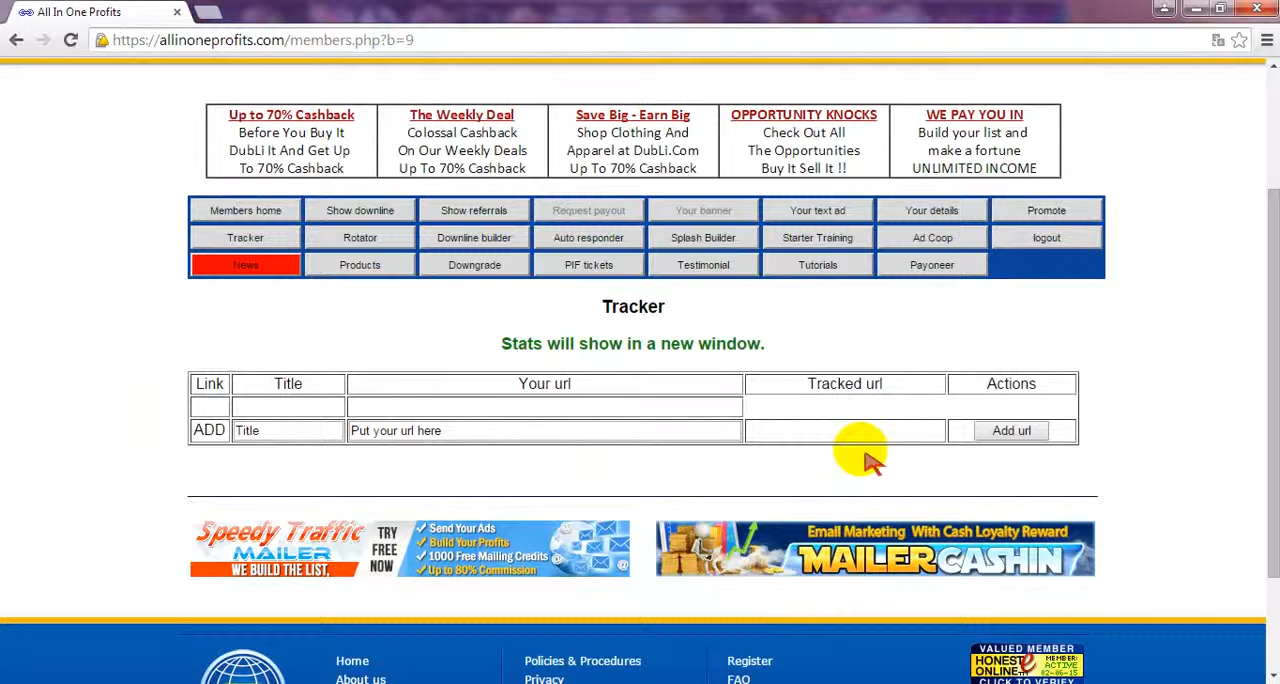 All In One Profits
https://allinoneprofits.com/members.php?b=9
Up to 70% Cashback
Before You Buy It
DubLi It And Get Up
To 70% Cashback
The Weekly Deal
Colossal Cashback
On Our Weekly Deals
Up To 70% Cashback
Save Big - Earn Big
Shop Clothing And
Apparel at DubLi.Com
Up To 70% Cashback
OPPORTUNITY KNOCKS
Check Out All
The Opportunities
Buy It Sell It !!
WE PAY YOU IN
Build your list and
make a fortune
UNLIMITED INCOME
Members home Show downline Show referrals Request payout Your banner Your text ad Your details Promote
Tracker Rotator Downline builder Auto responder Splash Builder Starter Training Ad Coop logout
News Products Downgrade PIF tickets Testimonial Tutorials Payoneer
Tracker
Stats will show in a new window.
Link Title Your url Tracked url Actions
ADD Title Put your url here Add url
Speedy Traffic
MAILER
WE BUILD THE LIST,
TRY
FREE
NOW
Send Your Ads
Build Your Profits
1000 Free Mailing Credits
Up to 80% Commission
Email Marketing With Cash Loyalty Reward
MAILERCASHIN
Home Policies & Procedures Register
About us Privacy FAQ
VALUED MEMBER
HONEST
ONLINE
MEMBER:
ACTIVE
02-06-15
CLICK TO VERIFY